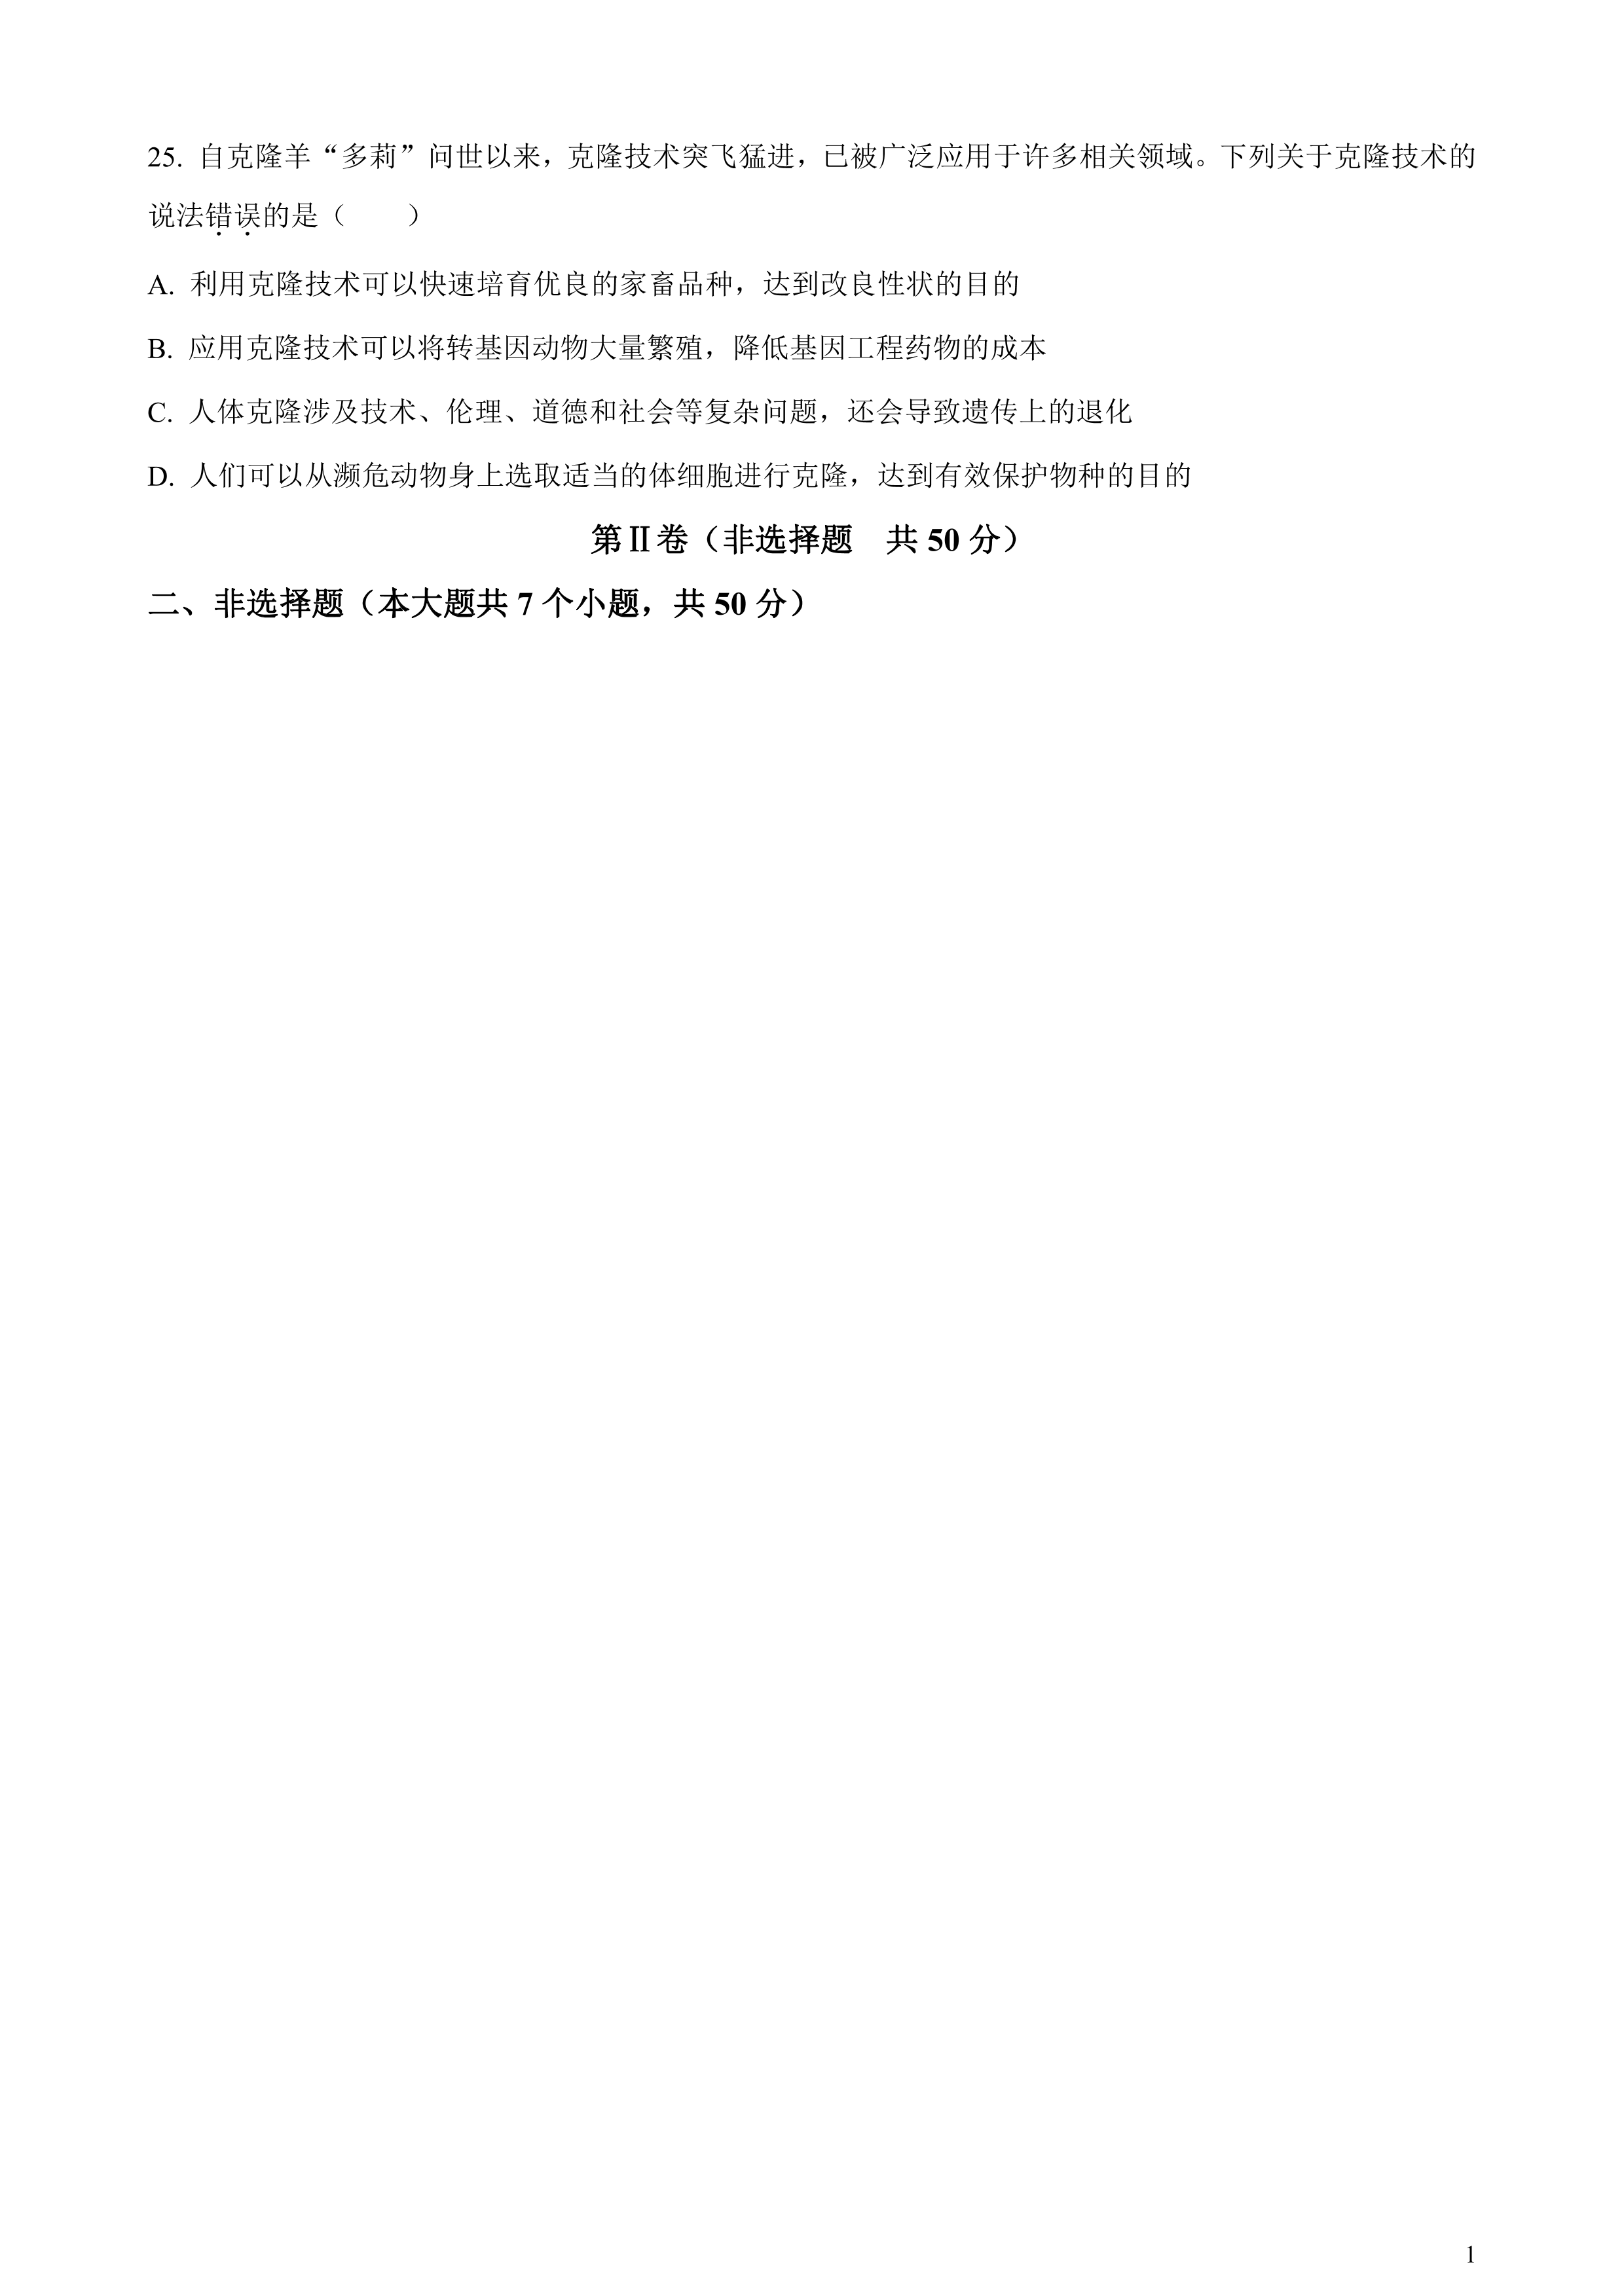 25. 自克隆羊“多莉”问世以来，克隆技术突飞猛进，已被广泛应用于许多相关领域。下列关于克隆技术的
说法错误的是（　　）
A. 利用克隆技术可以快速培育优良的家畜品种，达到改良性状的目的
B. 应用克隆技术可以将转基因动物大量繁殖，降低基因工程药物的成本
C. 人体克隆涉及技术、伦理、道德和社会等复杂问题，还会导致遗传上的退化
D. 人们可以从濒危动物身上选取适当的体细胞进行克隆，达到有效保护物种的目的
第Ⅱ卷（非选择题　共 50 分）
二、非选择题（本大题共 7 个小题，共 50 分）
1